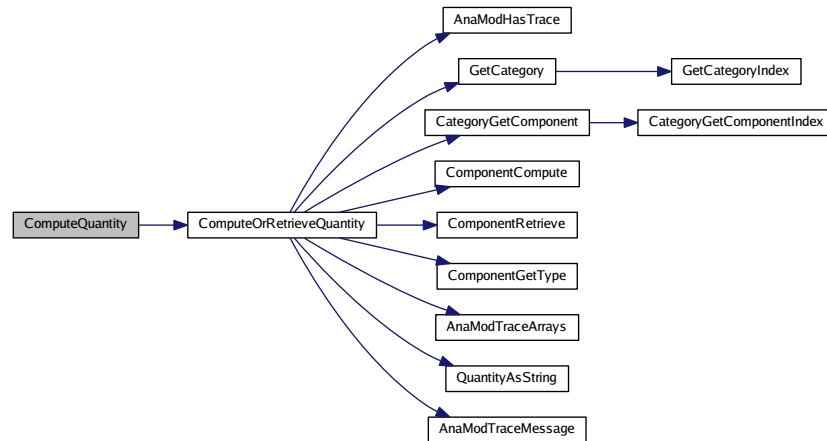 AnaModHasTrace
GetCategory
GetCategoryIndex
CategoryGetComponent
CategoryGetComponentIndex
ComponentCompute
ComputeQuantity
ComputeOrRetrieveQuantity
ComponentRetrieve
ComponentGetType
AnaModTraceArrays
QuantityAsString
AnaModTraceMessage